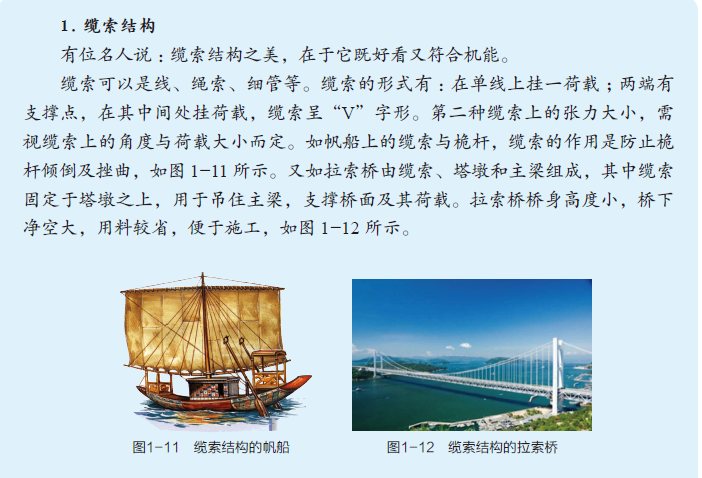 1. 缆索结构
有位名人说：缆索结构之美，在于它既好看又符合机能。
缆索可以是线、绳索、细管等。缆索的形式有：在单线上挂一荷载；两端有
支撑点，在其中间处挂荷载，缆索呈“V”字形。第二种缆索上的张力大小，需
视缆索上的角度与荷载大小而定。如帆船上的缆索与桅杆，缆索的作用是防止桅
杆倾倒及挫曲，如图 1-11 所示。又如拉索桥由缆索、塔墩和主梁组成，其中缆索
固定于塔墩之上，用于吊住主梁，支撑桥面及其荷载。拉索桥桥身高度小，桥下
净空大，用料较省，便于施工，如图 1-12 所示。
图1-11 缆索结构的帆船
图1-12 缆索结构的拉索桥